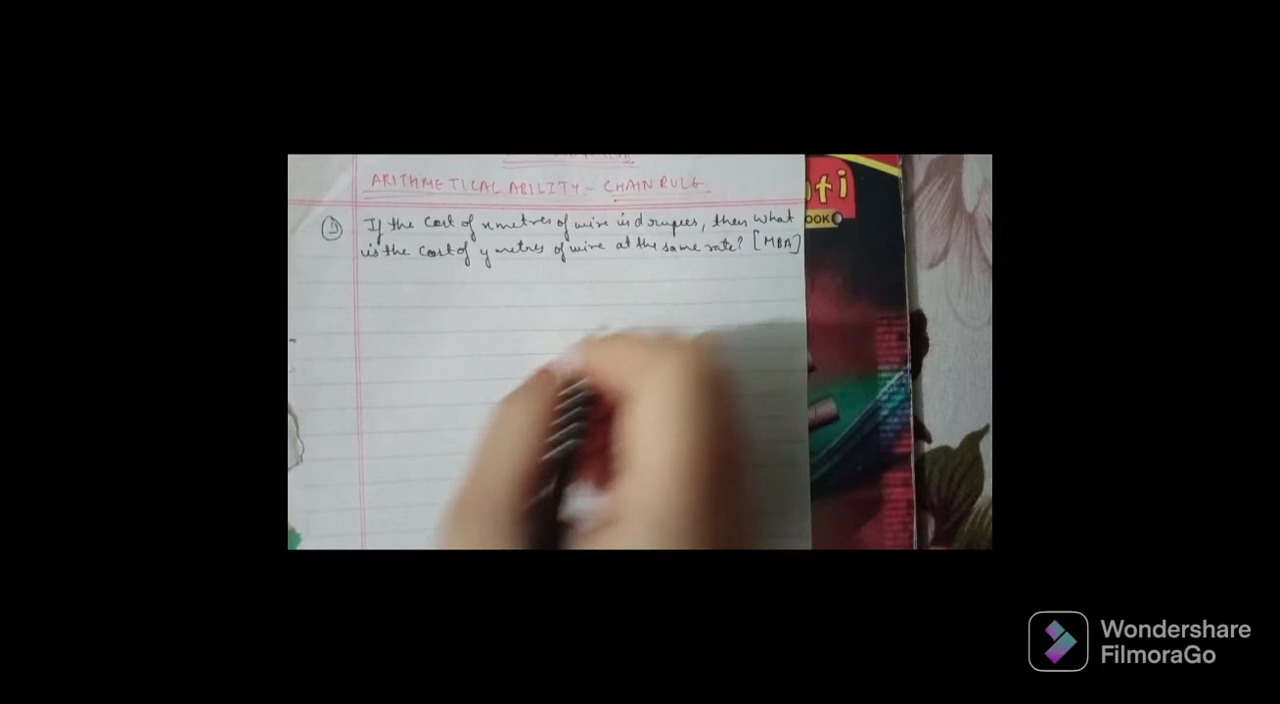 ARITHMETICAL ABILITY - CHAIN RULE
① If the cost of x metres of wire is d rupees, then what
is the cost of y metres of wire at the same rate? [MBA]
OOK
Wondershare
FilmoraGo